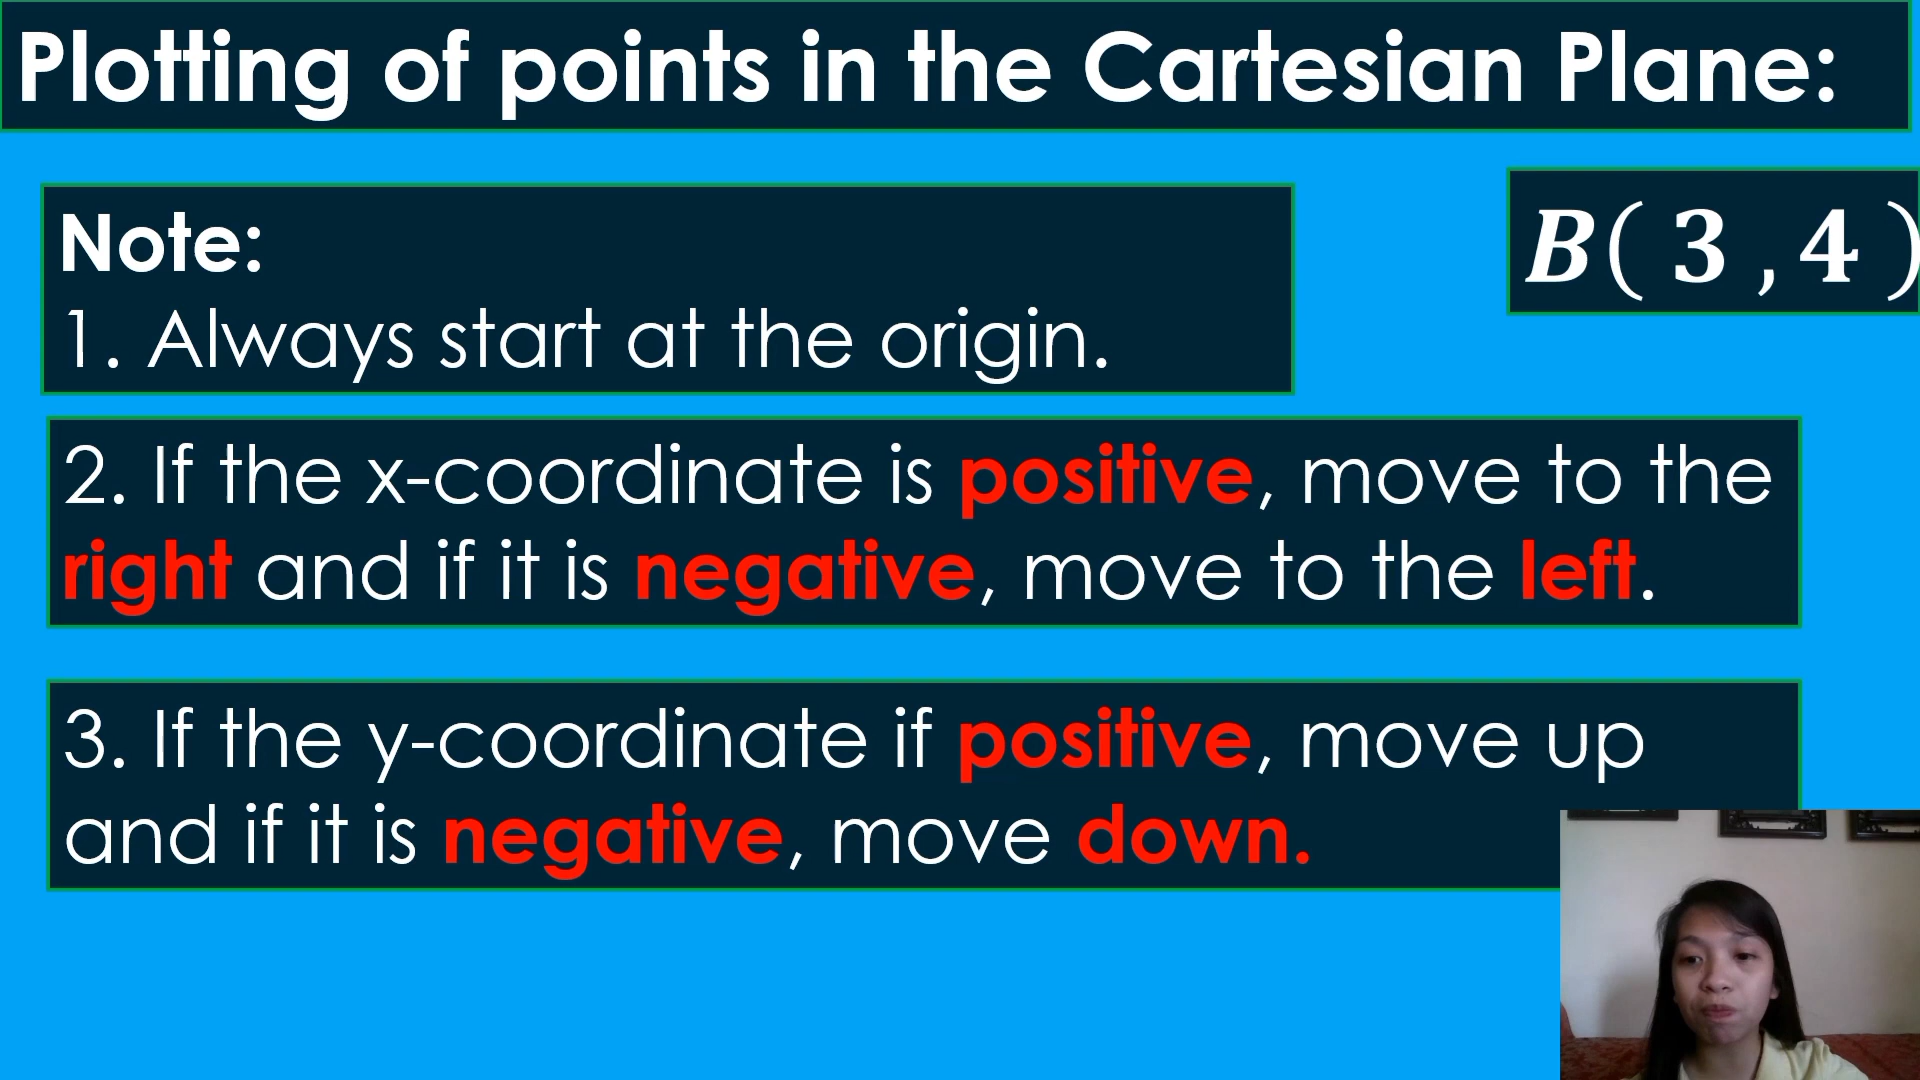 Plotting of points in the Cartesian Plane:
Note:
1. Always start at the origin.
B( 3 , 4 )
2. If the x-coordinate is positive, move to the
right and if it is negative, move to the left.
3. If the y-coordinate if positive, move up
and if it is negative, move down.